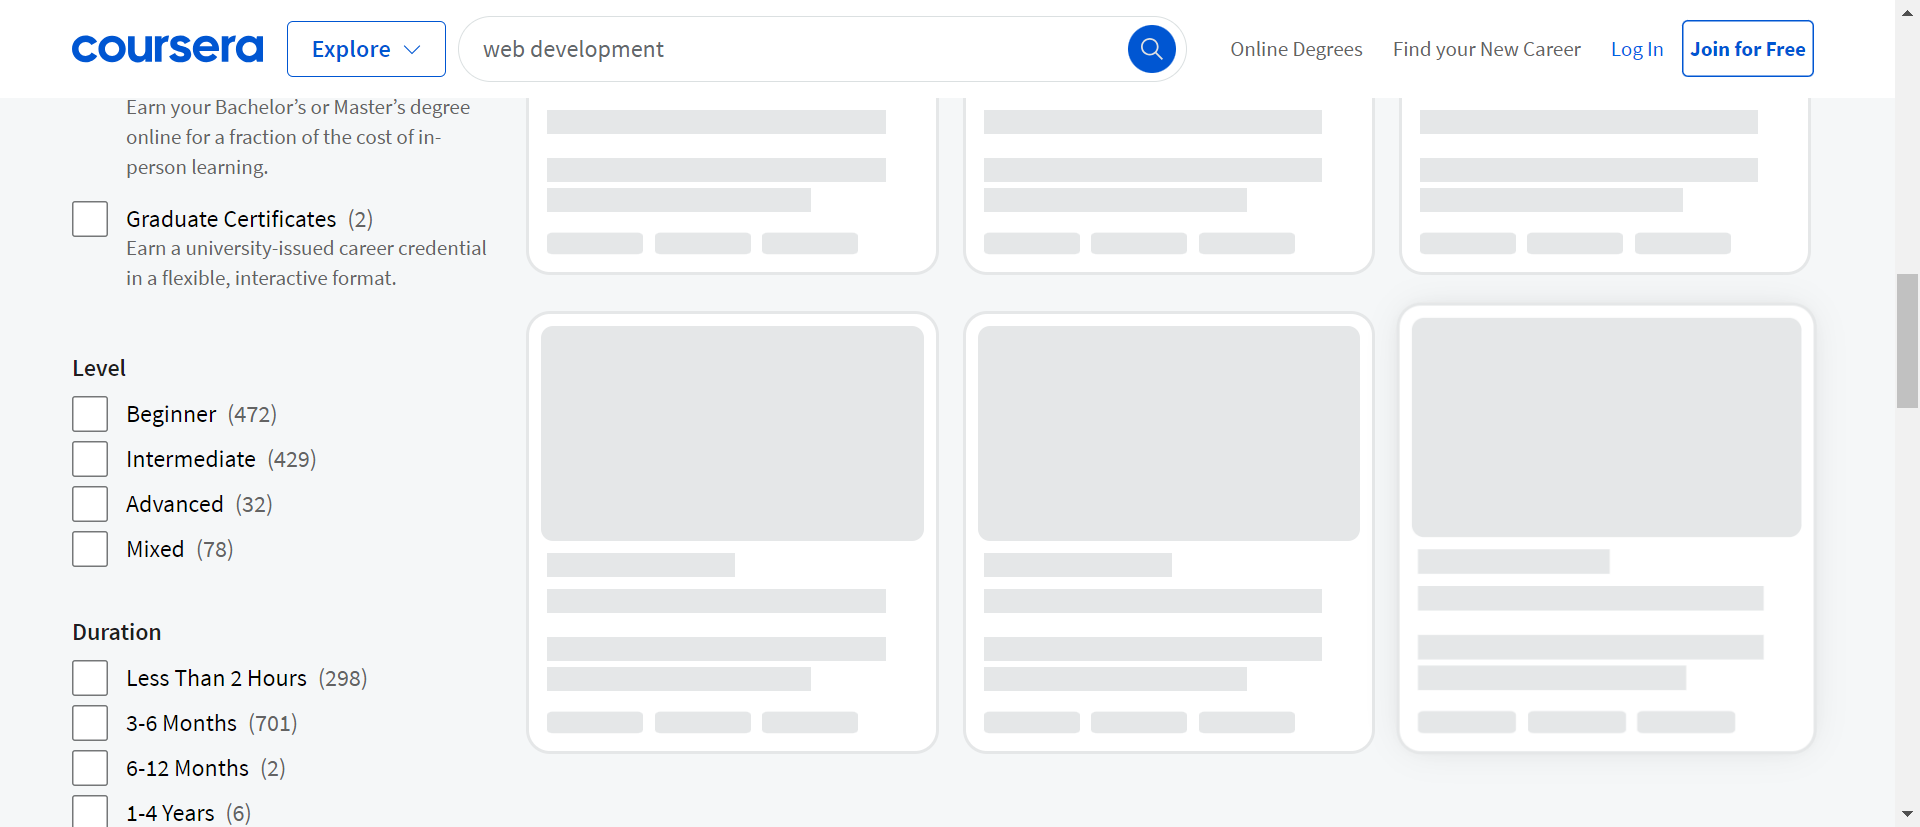 coursera
Explore
web development
Online Degrees
Find your New Career
Log In
Join for Free
Earn your Bachelor’s or Master’s degree
online for a fraction of the cost of in-
person learning.
Graduate Certificates (2)
Earn a university-issued career credential
in a flexible, interactive format.
Level
Beginner (472)
Intermediate (429)
Advanced (32)
Mixed (78)
Duration
Less Than 2 Hours (298)
3-6 Months (701)
6-12 Months (2)
1-4 Years (6)